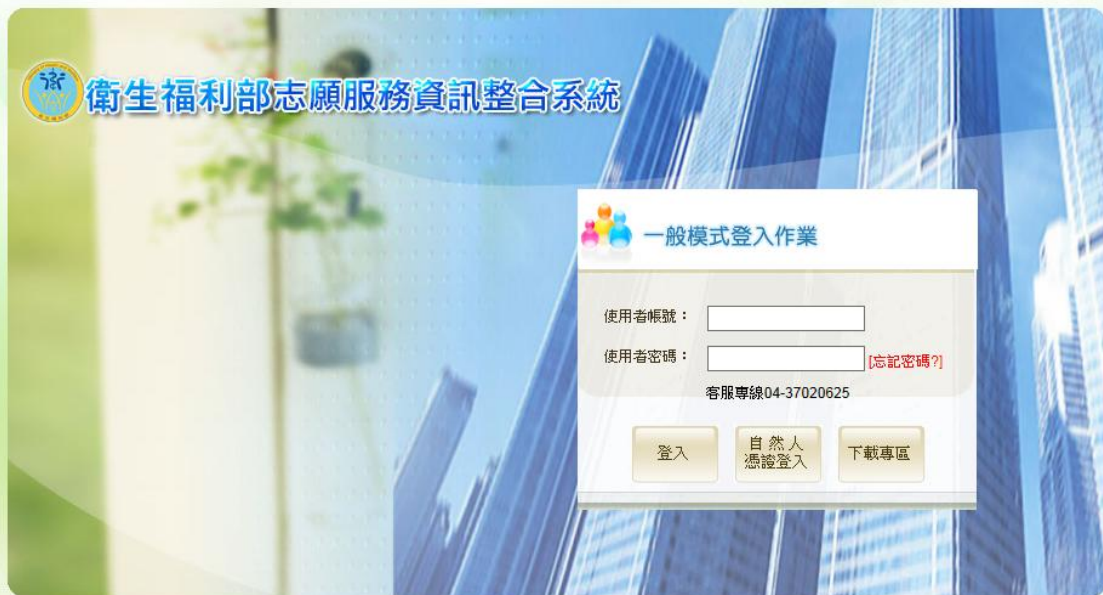 衛生福利部志願服務資訊整合系統
一般模式登入作業
使用者帳號：
使用者密碼：
[忘記密碼?]
客服專線04-37020625
登入
自然人
憑證登入
下載專區